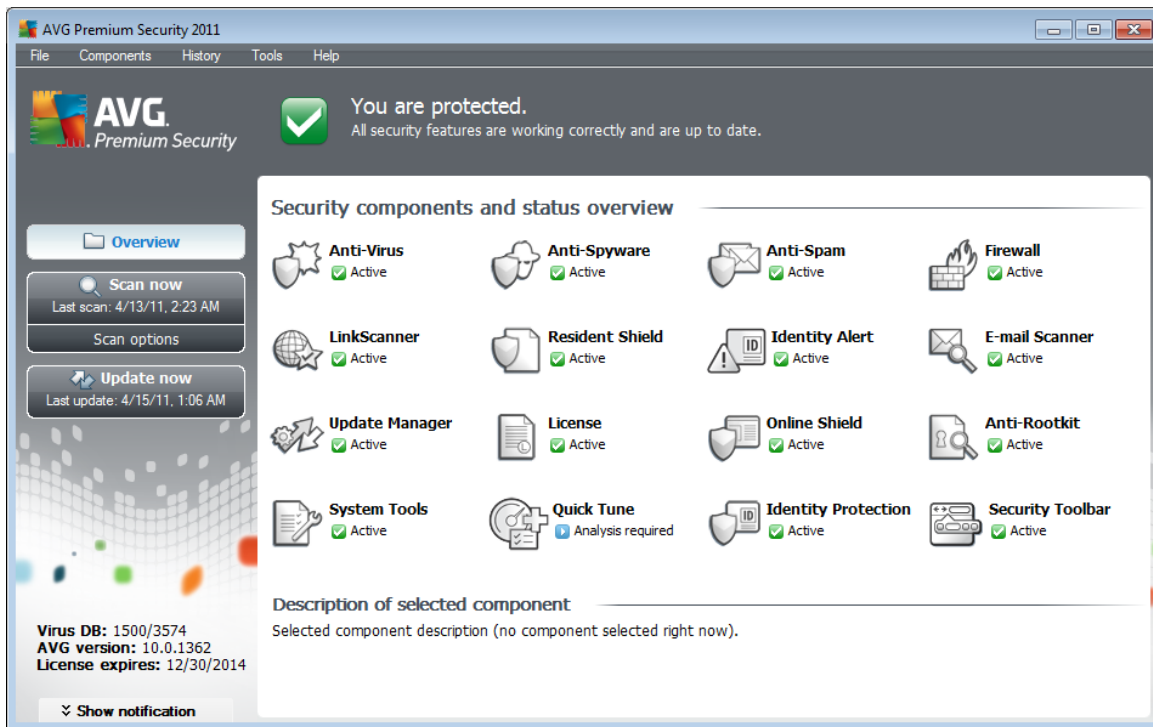 AVG Premium Security 2011
File Components History Tools Help
AVG.
Premium Security
You are protected.
All security features are working correctly and are up to date.
Overview
Scan now
Last scan: 4/13/11, 2:23 AM
Scan options
Update now
Last update: 4/15/11, 1:06 AM
Virus DB: 1500/3574
AVG version: 10.0.1362
License expires: 12/30/2014
Show notification
Security components and status overview
Anti-Virus
Active
Anti-Spyware
Active
Anti-Spam
Active
Firewall
Active
LinkScanner
Active
Resident Shield
Active
ID
Identity Alert
Active
E-mail Scanner
Active
Update Manager
Active
License
Active
Online Shield
Active
Anti-Rootkit
Active
System Tools
Active
Quick Tune
Analysis required
ID
Identity Protection
Active
Security Toolbar
Active
Description of selected component
Selected component description (no component selected right now).